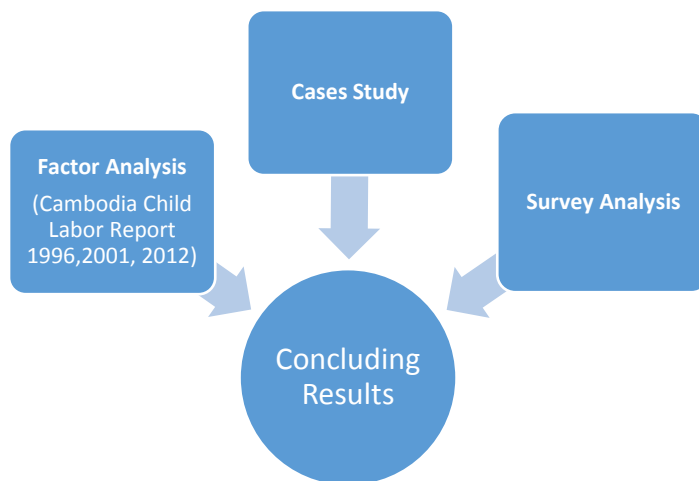 Cases Study
Factor Analysis
(Cambodia Child
Labor Report
1996,2001, 2012)
Survey Analysis
Concluding
Results